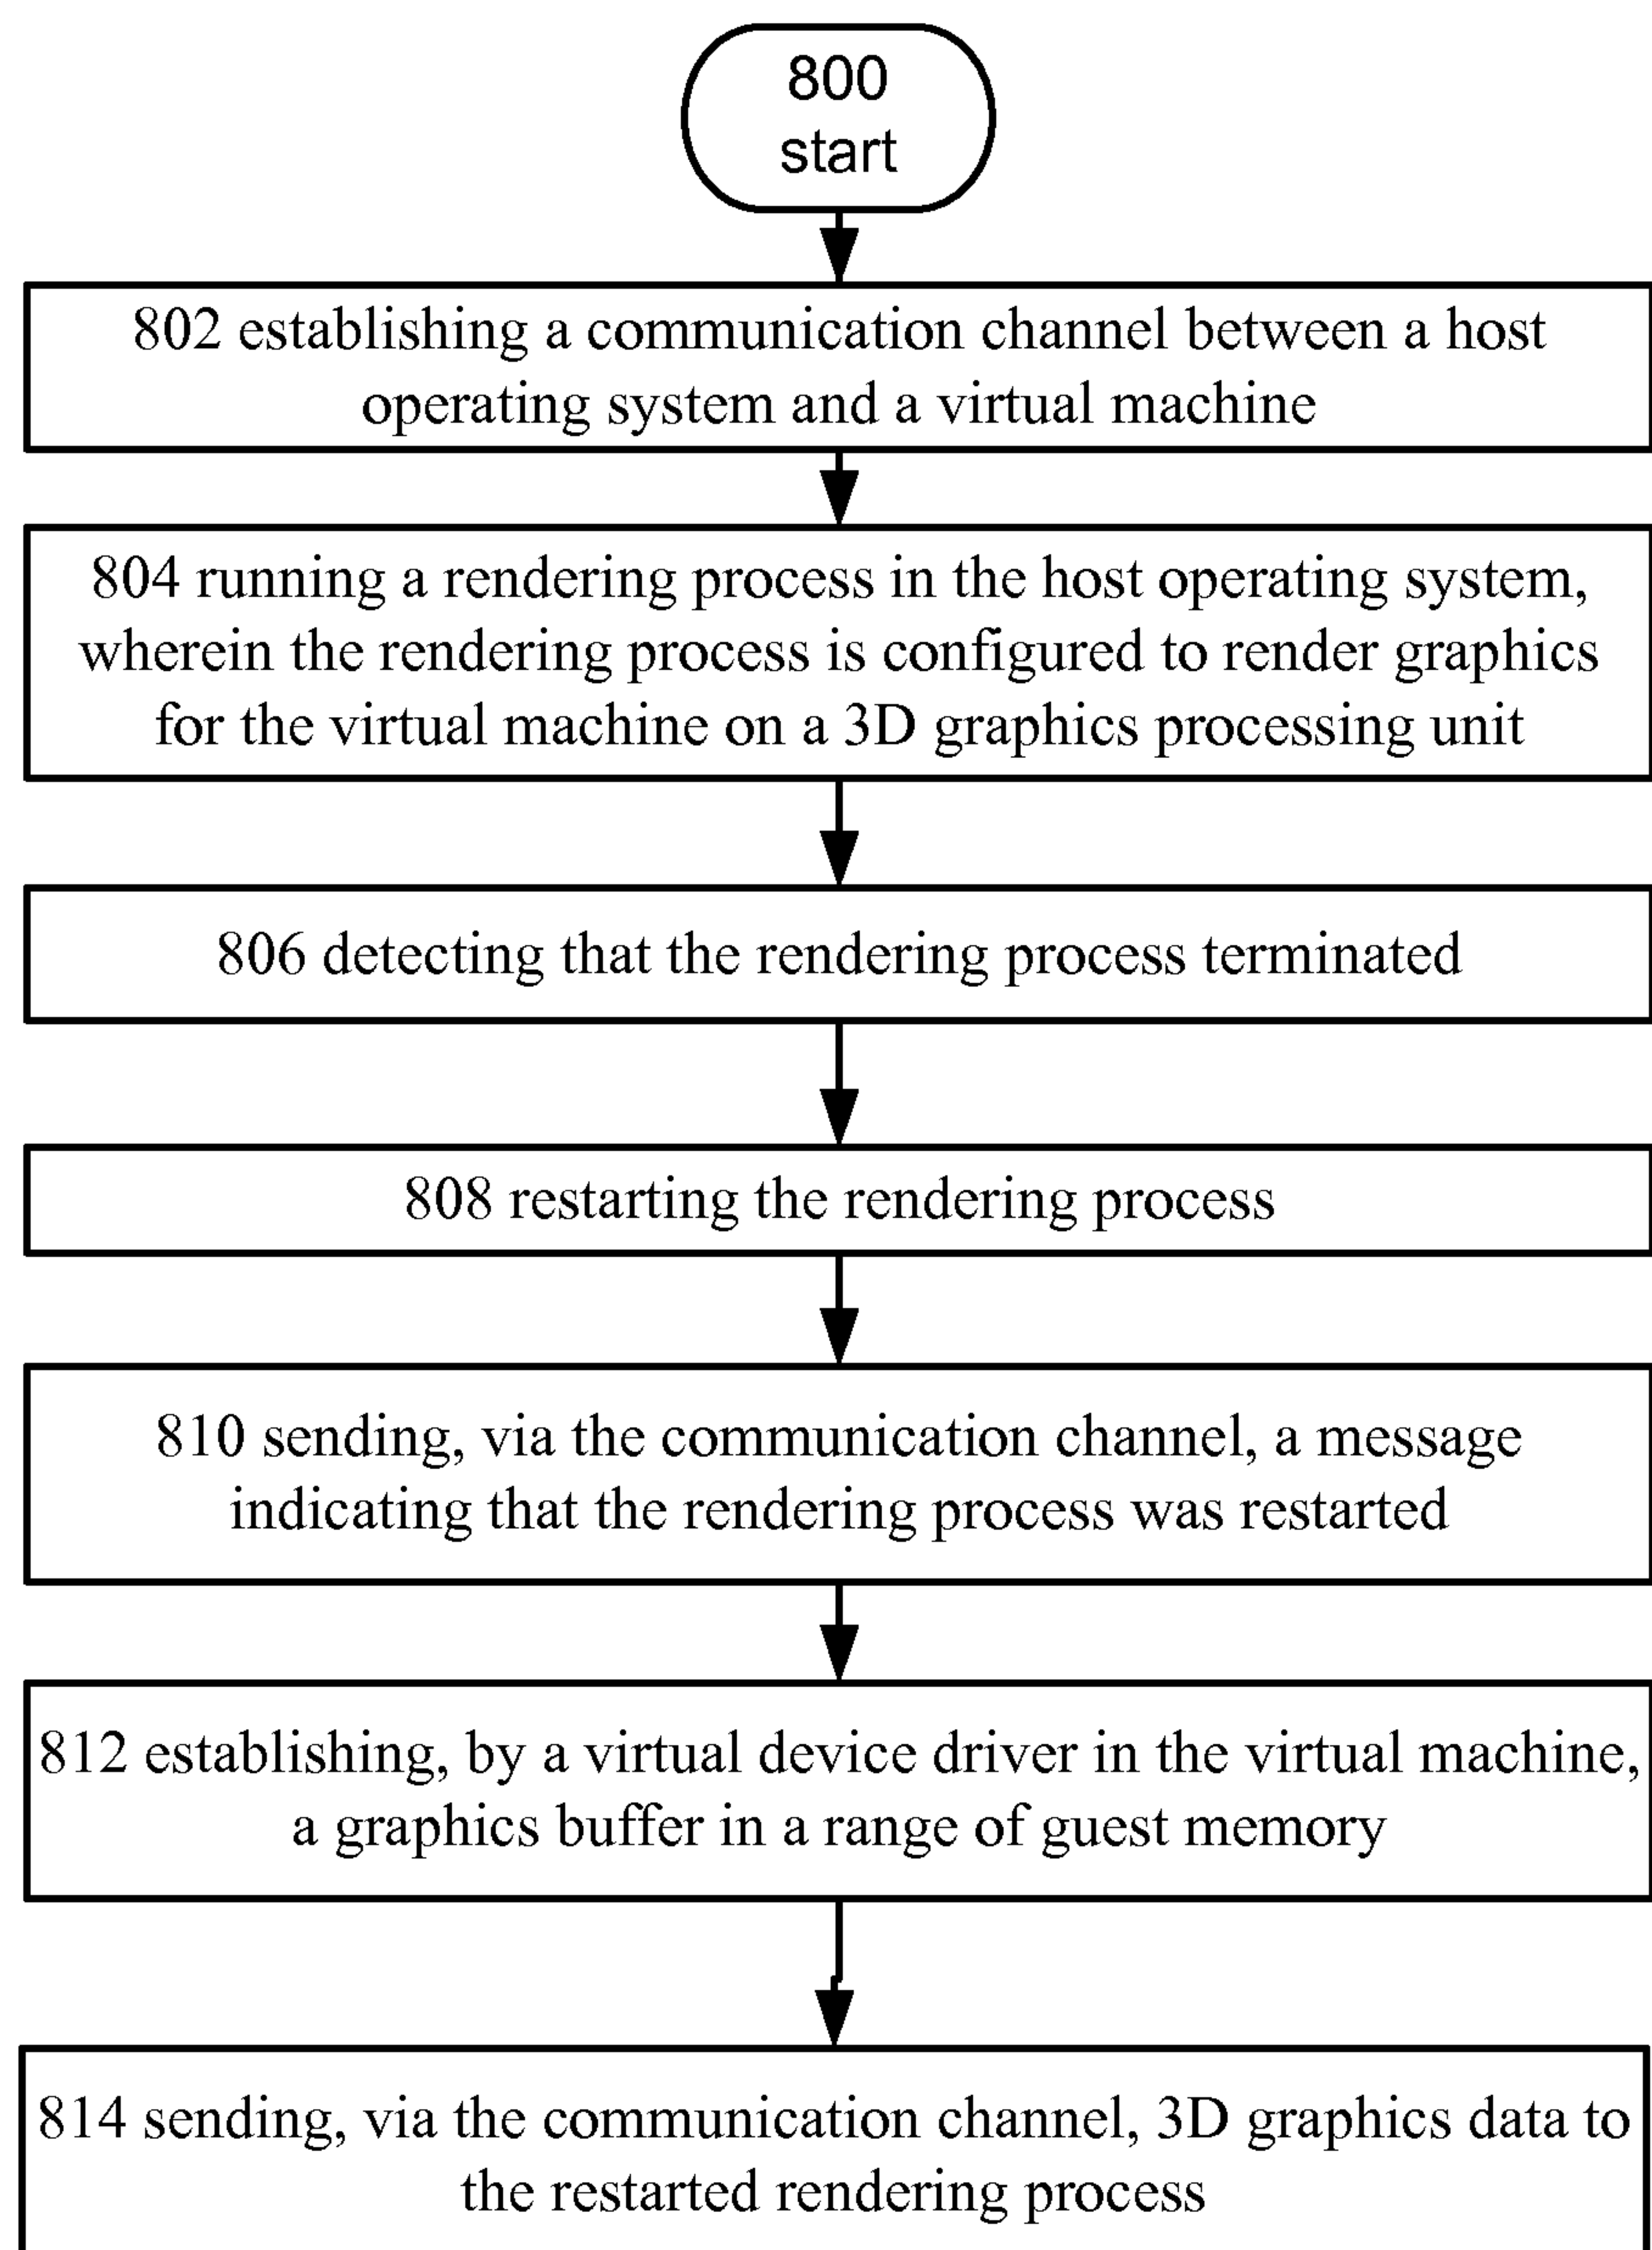 800
start
802 establishing a communication channel between a host
operating system and a virtual machine
804 running a rendering process in the host operating system,
wherein the rendering process is configured to render graphics
for the virtual machine on a 3D graphics processing unit
806 detecting that the rendering process terminated
808 restarting the rendering process
810 sending, via the communication channel, a message
indicating that the rendering process was restarted
812 establishing, by a virtual device driver in the virtual machine,
a graphics buffer in a range of guest memory
814 sending, via the communication channel, 3D graphics data to
the restarted rendering process